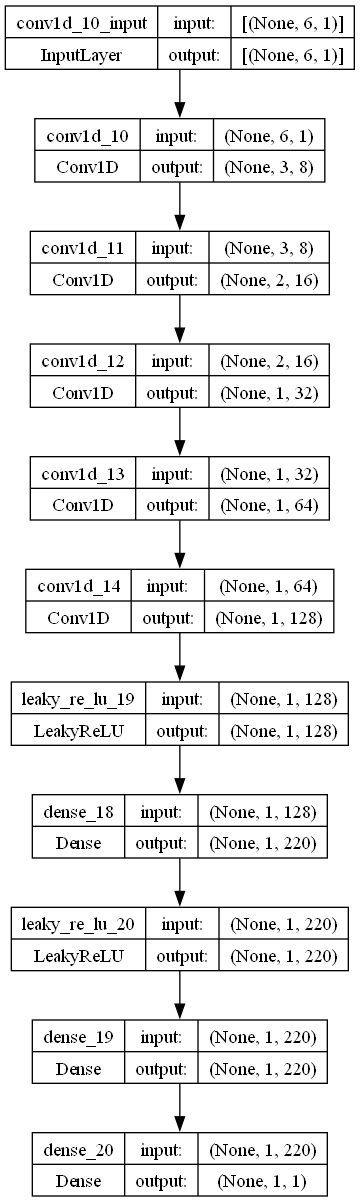 conv1d_10_input input: [(None, 6, 1)]
InputLayer output: [(None, 6, 1)]
conv1d_10 input: (None, 6, 1)
Conv1D output: (None, 3, 8)
conv1d_11 input: (None, 3, 8)
Conv1D output: (None, 2, 16)
conv1d_12 input: (None, 2, 16)
Conv1D output: (None, 1, 32)
conv1d_13 input: (None, 1, 32)
Conv1D output: (None, 1, 64)
conv1d_14 input: (None, 1, 64)
Conv1D output: (None, 1, 128)
leaky_re_lu_19 input: (None, 1, 128)
LeakyReLU output: (None, 1, 128)
dense_18 input: (None, 1, 128)
Dense output: (None, 1, 220)
leaky_re_lu_20 input: (None, 1, 220)
LeakyReLU output: (None, 1, 220)
dense_19 input: (None, 1, 220)
Dense output: (None, 1, 220)
dense_20 input: (None, 1, 220)
Dense output: (None, 1, 1)